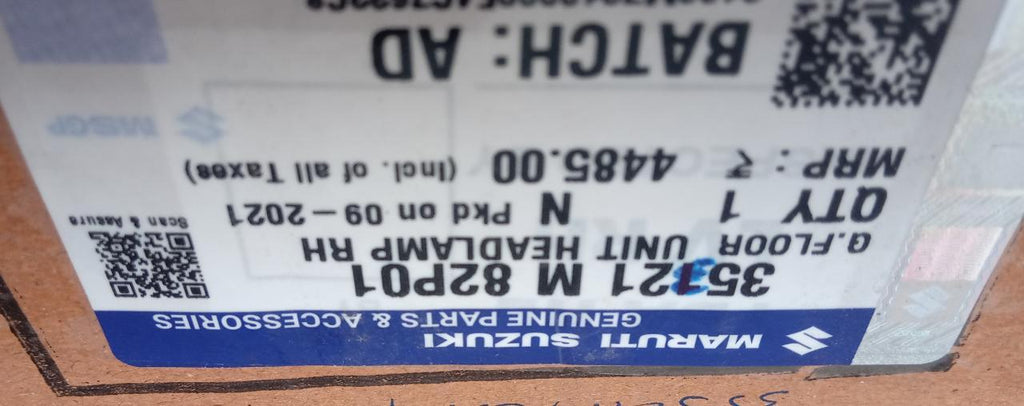 MARUTI SUZUKI
GENUINE PARTS & ACCESSORIES
35121 M 82P01
G.FLOOR UNIT HEADLAMP RH
QTY 1 N Pkd on 09-2021
Scan & Assure
MRP : ₹ 4485.00 (Incl. of all Taxes)
MSGP
BATCH: AD